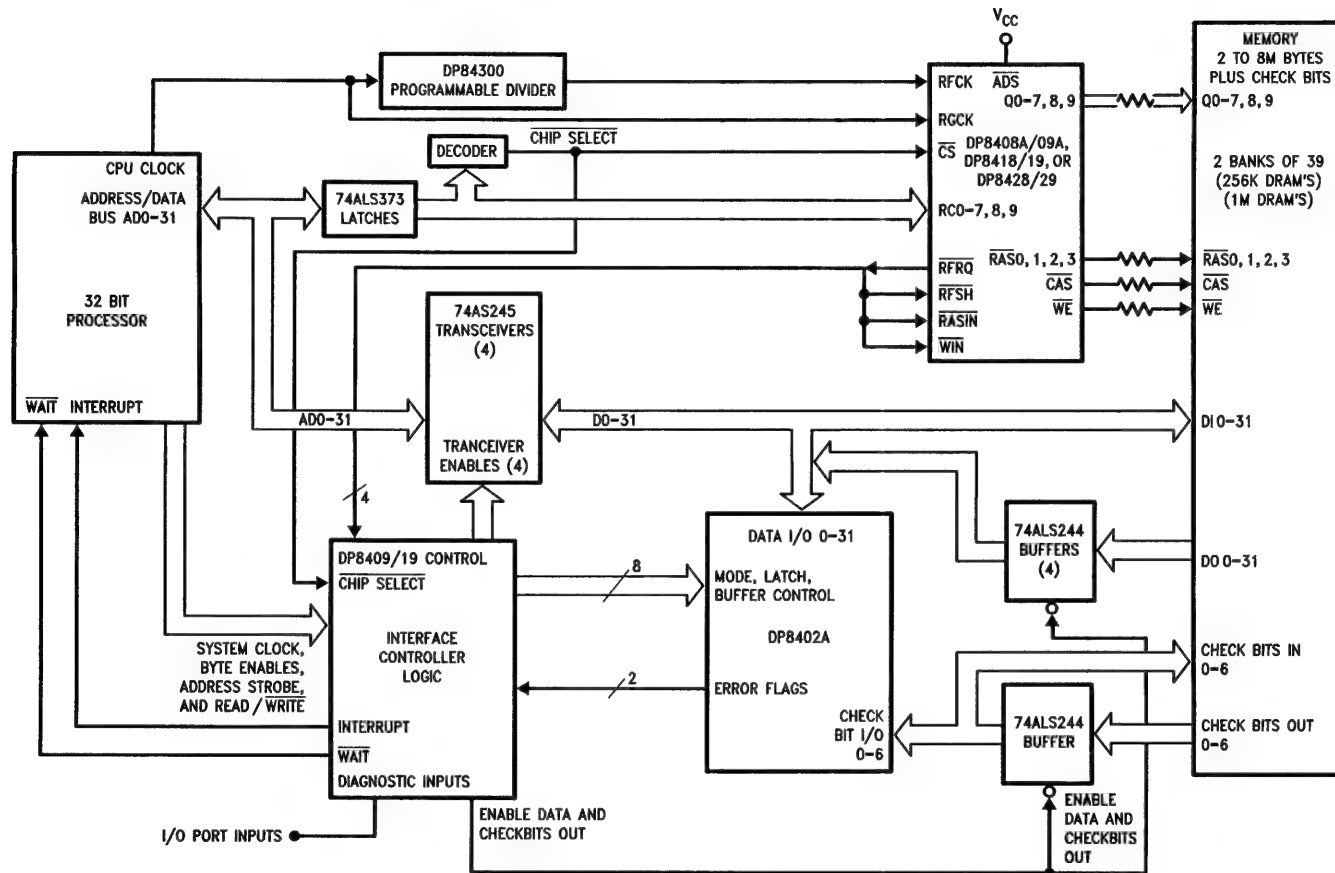 VCC
DP84300
PROGRAMMABLE DIVIDER
MEMORY
2 TO 8M BYTES
PLUS CHECK BITS
Q0-7, 8, 9
2 BANKS OF 39
(256K DRAM'S)
(1M DRAM'S)
RAS0, 1, 2, 3
CAS
WE
DI 0-31
DO 0-31
CHECK BITS IN
0-6
CHECK BITS OUT
0-6
RFCK
ADS
Q0-7, 8, 9
RGCK
CS
DP8408A/09A,
DP8418/19, OR
DP8428/29
RC0-7, 8, 9
RFRQ
RAS0, 1, 2, 3
RFSH
CAS
RASIN
WE
WIN
CHIP SELECT
DECODER
74ALS373
LATCHES
CPU CLOCK
ADDRESS/DATA
BUS AD0-31
32 BIT
PROCESSOR
WAIT INTERRUPT
74AS245
TRANSCEIVERS
(4)
TRANCEIVER
ENABLES (4)
AD0-31
D0-31
4
DP8409/19 CONTROL
CHIP SELECT
INTERFACE
CONTROLLER
LOGIC
INTERRUPT
WAIT
DIAGNOSTIC INPUTS
SYSTEM CLOCK,
BYTE ENABLES,
ADDRESS STROBE,
AND READ/WRITE
8
2
DATA I/O 0-31
MODE, LATCH,
BUFFER CONTROL
DP8402A
ERROR FLAGS
CHECK
BIT I/O
0-6
74ALS244
BUFFERS
(4)
74ALS244
BUFFER
I/O PORT INPUTS
ENABLE DATA AND
CHECKBITS OUT
ENABLE
DATA AND
CHECKBITS
OUT